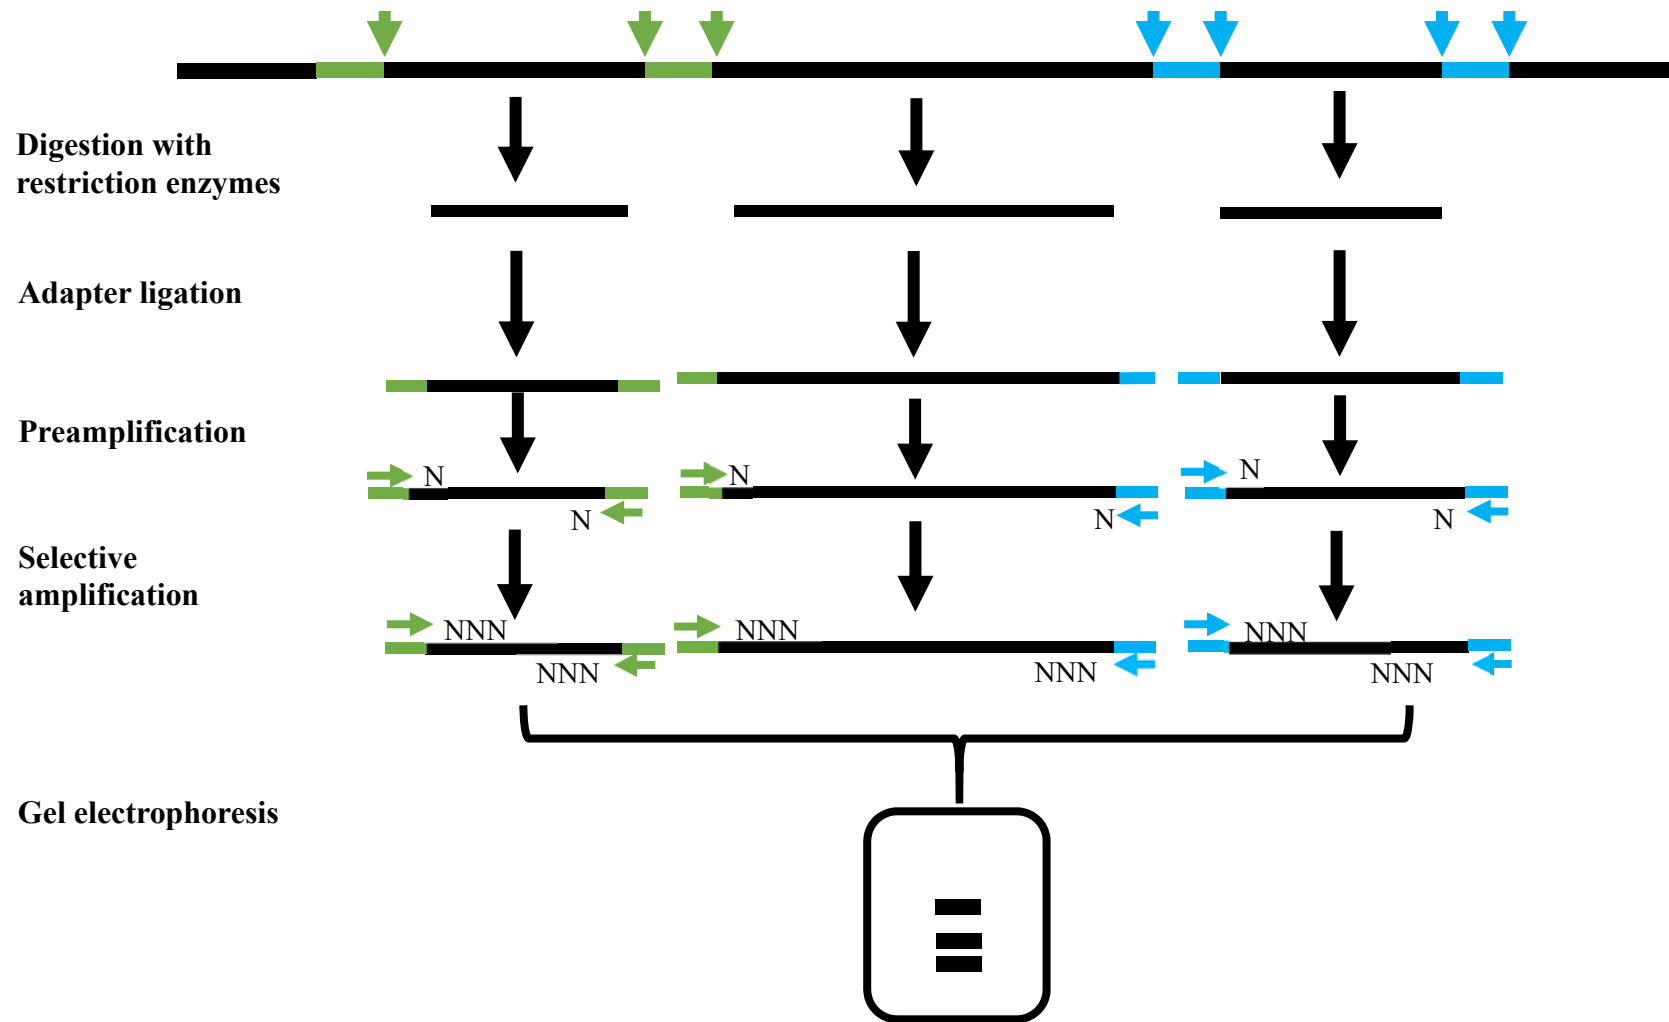 Digestion with
restriction enzymes
Adapter ligation
Preamplification
N
N
N
N
N
N
Selective
amplification
NNN
NNN
NNN
NNN
NNN
NNN
Gel electrophoresis